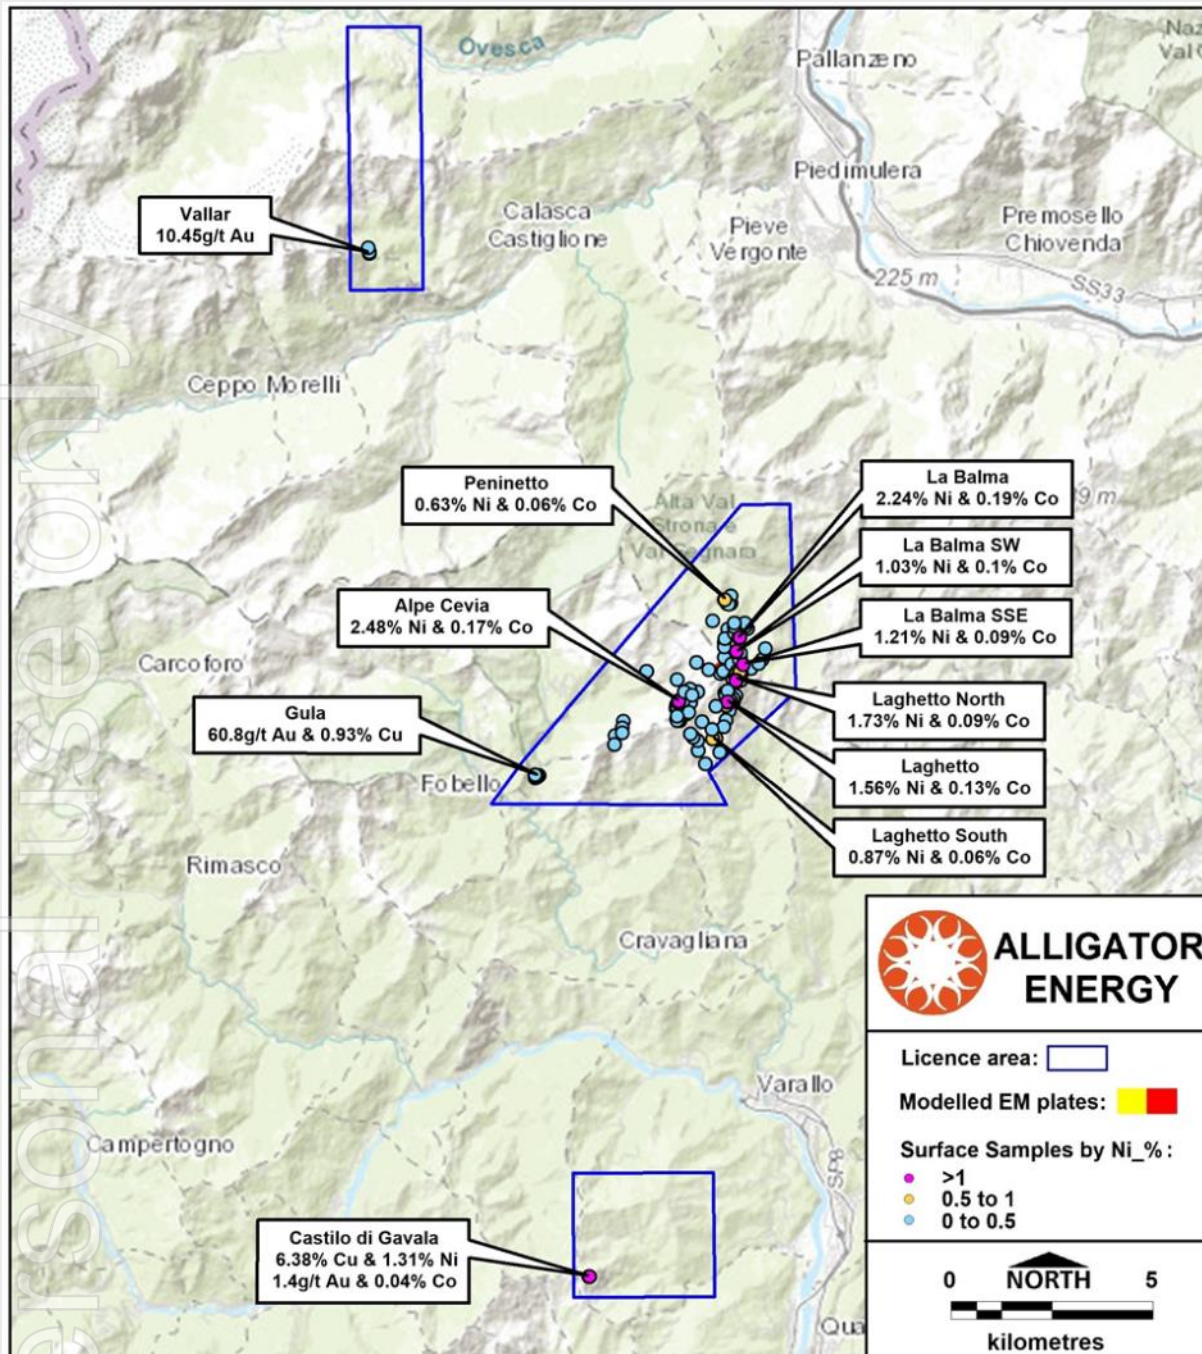 Ovesca
Pallanzeno
Piedimulera
Vallar
10.45g/t Au
Calasca
Castiglione
Pieve
Vergonte
Premosello
Chiovenda
225 m
SS33
Ceppo Morelli
Peninetto
0.63% Ni & 0.06% Co
Alta Val
Strona e
Val Segnara
La Balma
2.24% Ni & 0.19% Co
9 m
La Balma SW
1.03% Ni & 0.1% Co
Alpe Cevia
2.48% Ni & 0.17% Co
La Balma SSE
1.21% Ni & 0.09% Co
Carcoforo
Gula
60.8g/t Au & 0.93% Cu
Laghetto North
1.73% Ni & 0.09% Co
Fobello
Laghetto
1.56% Ni & 0.13% Co
Laghetto South
0.87% Ni & 0.06% Co
Rimasco
Cravagliana
ALLIGATOR
ENERGY
Varallo
Campertogno
SP8
Licence area:
Modelled EM plates:
Surface Samples by Ni_%:
>1
0.5 to 1
0 to 0.5
Castilo di Gavala
6.38% Cu & 1.31% Ni
1.4g/t Au & 0.04% Co
0 NORTH 5
kilometres
Qua
ersonal use only